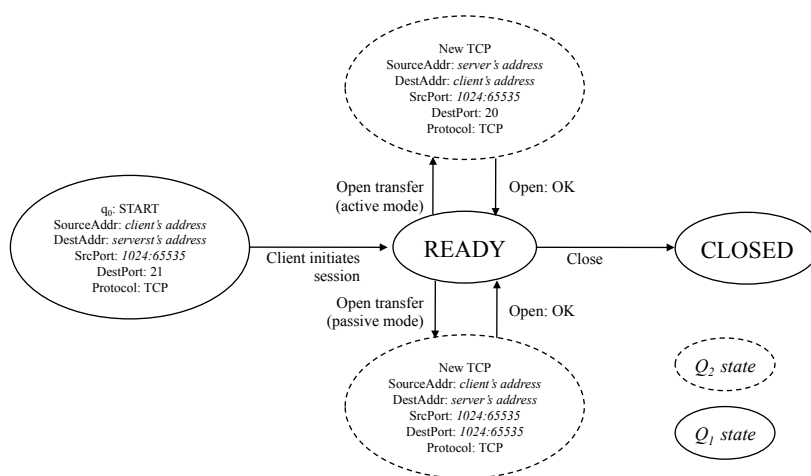 New TCP
SourceAddr: server's address
DestAddr: client's address
SrcPort: 1024:65535
DestPort: 20
Protocol: TCP
Open transfer
(active mode)
Open: OK
q₀: START
SourceAddr: client's address
DestAddr: serverst's address
SrcPort: 1024:65535
DestPort: 21
Protocol: TCP
Client initiates
session
READY
Close
CLOSED
Open transfer
(passive mode)
Open: OK
New TCP
SourceAddr: client's address
DestAddr: server's address
SrcPort: 1024:65535
DestPort: 1024:65535
Protocol: TCP
Q₂ state
Q₁ state